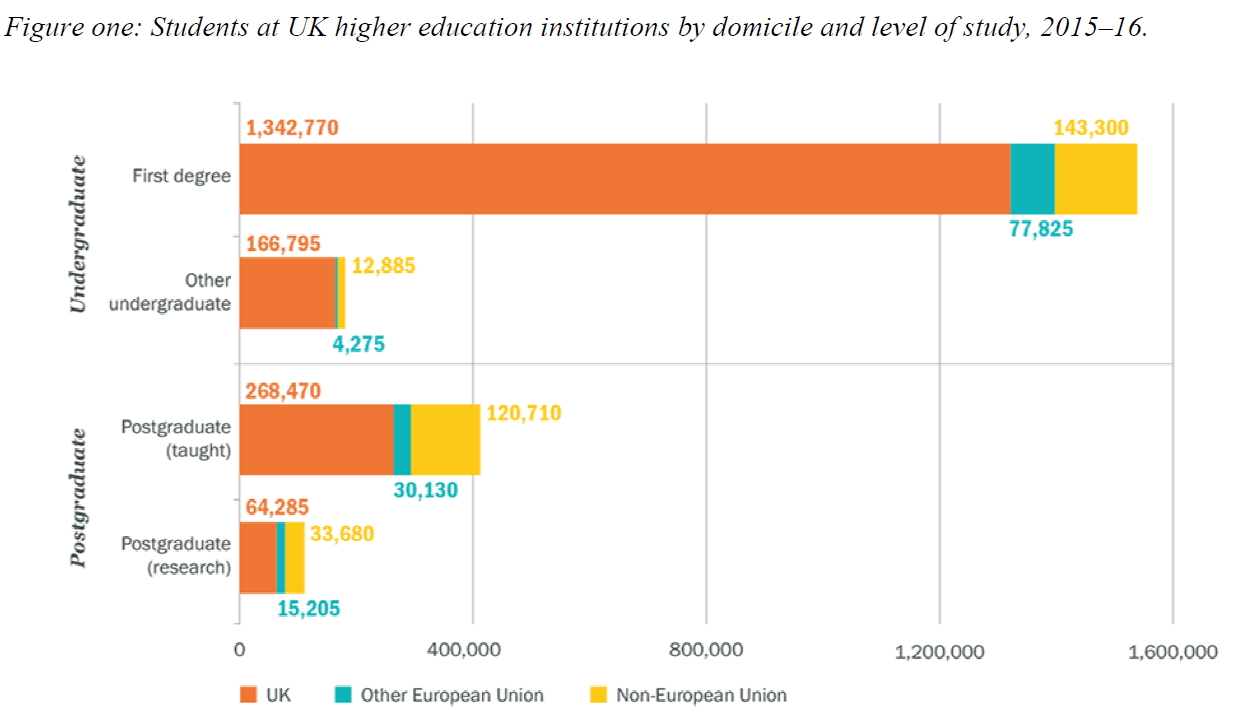 Figure one: Students at UK higher education institutions by domicile and level of study, 2015–16.
Undergraduate
1,342,770
143,300
First degree
77,825
166,795
12,885
Other
undergraduate
4,275
Postgraduate
268,470
120,710
Postgraduate
(taught)
30,130
64,285
33,680
Postgraduate
(research)
15,205
0
400,000
800,000
1,200,000
1,600,000
UK
Other European Union
Non-European Union